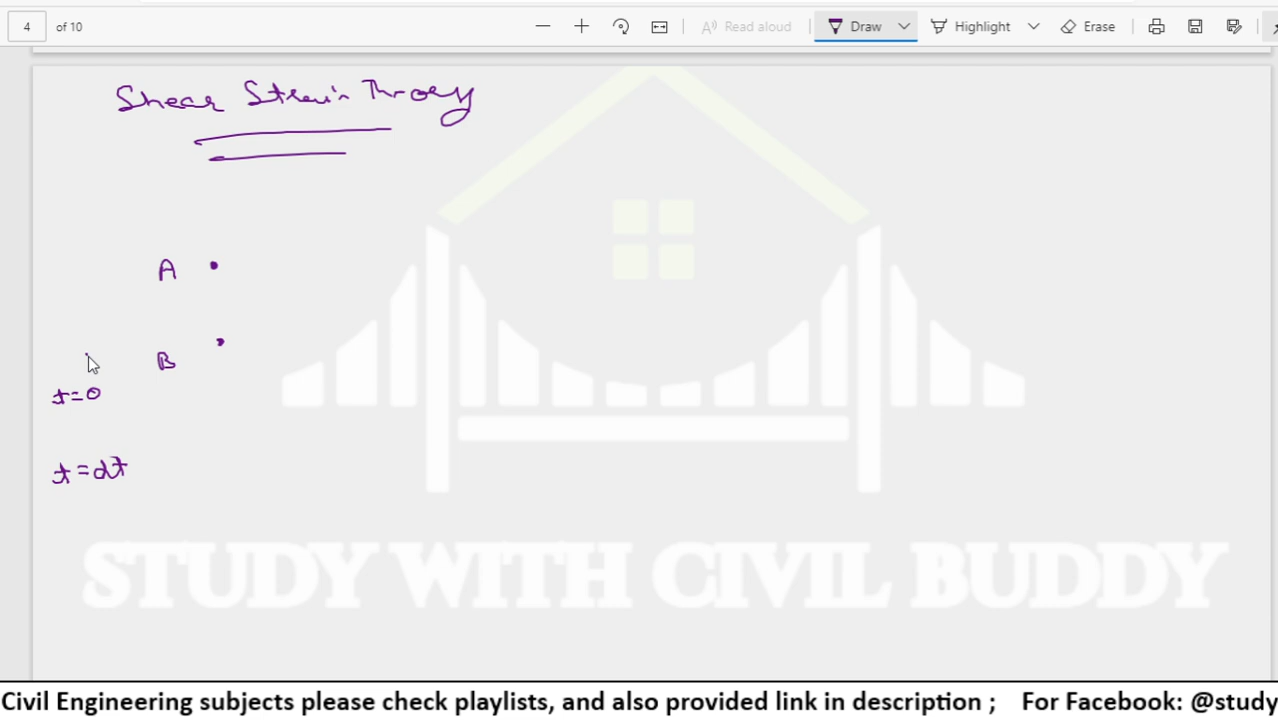 4 of 10
Read aloud Draw Highlight Erase
Shear Strain Throey
A
B
t=0
t=dt
STUDY WITH CIVIL BUDDY
Civil Engineering subjects please check playlists, and also provided link in description ; For Facebook: @study